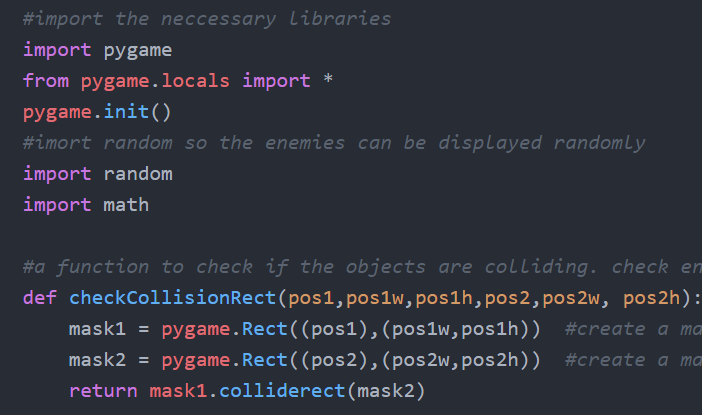 #import the neccessary libraries
import pygame
from pygame.locals import *
pygame.init()
#imort random so the enemies can be displayed randomly
import random
import math
#a function to check if the objects are colliding. check en
def checkCollisionRect(pos1,pos1w,pos1h,pos2,pos2w, pos2h):
mask1 = pygame.Rect((pos1),(pos1w,pos1h))  #create a ma
mask2 = pygame.Rect((pos2),(pos2w,pos2h))  #create a ma
return mask1.colliderect(mask2)